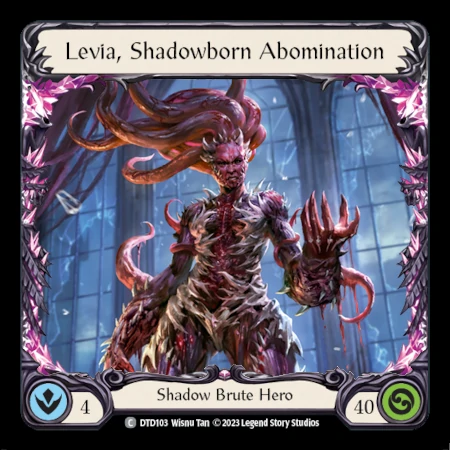 Levia, Shadowborn Abomination
Shadow Brute Hero
4
40
C DTD103 Wisnu Tan © 2023 Legend Story Studios